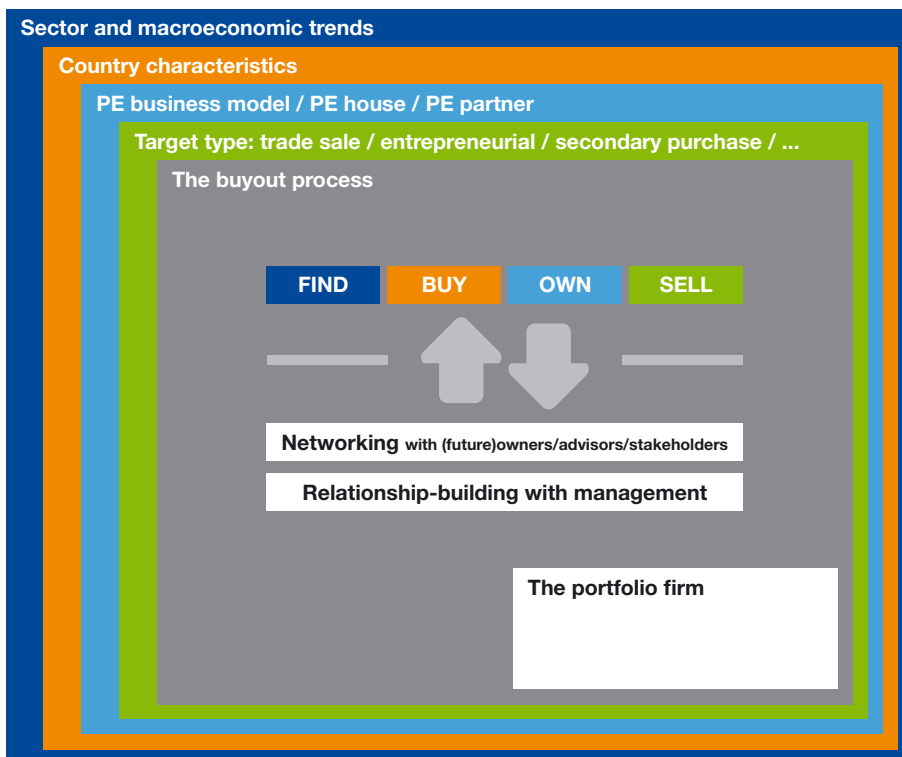 Sector and macroeconomic trends
Country characteristics
PE business model / PE house / PE partner
Target type: trade sale / entrepreneurial / secondary purchase / ...
The buyout process
FIND BUY OWN SELL
Networking with (future)owners/advisors/stakeholders
Relationship-building with management
The portfolio firm